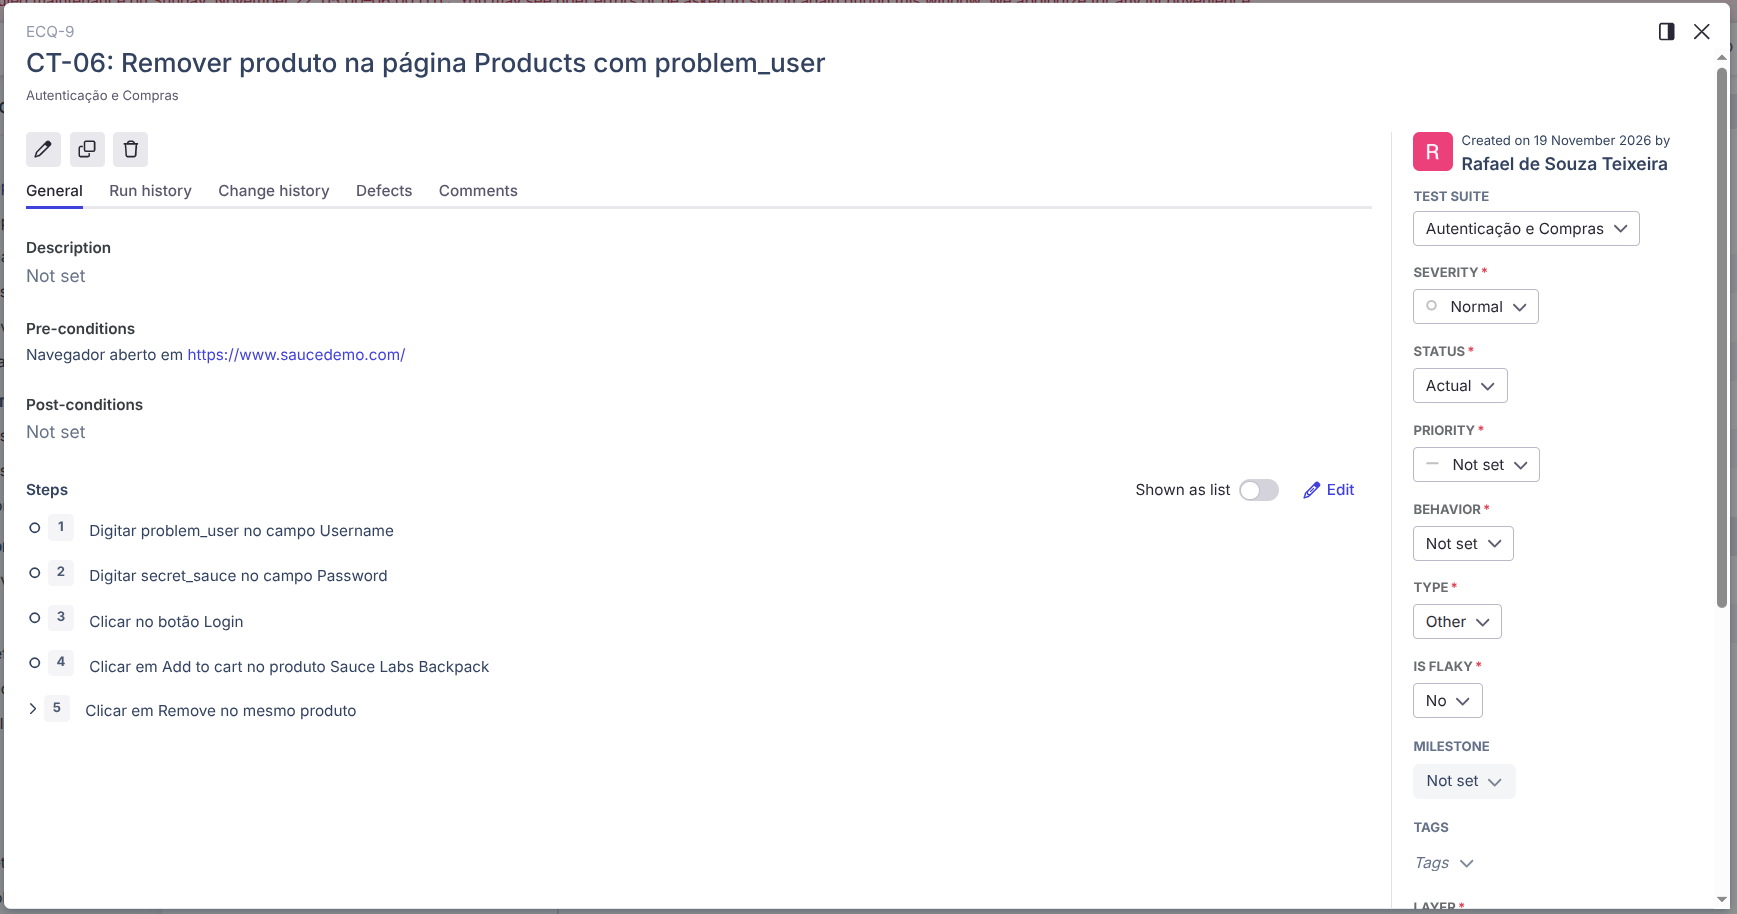 ECQ-9
CT-06: Remover produto na página Products com problem_user
Autenticação e Compras
General Run history Change history Defects Comments
Description
Not set
Pre-conditions
Navegador aberto em https://www.saucedemo.com/
Post-conditions
Not set
Steps
Shown as list Edit
1 Digitar problem_user no campo Username
2 Digitar secret_sauce no campo Password
3 Clicar no botão Login
4 Clicar em Add to cart no produto Sauce Labs Backpack
5 Clicar em Remove no mesmo produto
R
Created on 19 November 2026 by
Rafael de Souza Teixeira
TEST SUITE
Autenticação e Compras
SEVERITY*
Normal
STATUS*
Actual
PRIORITY*
Not set
BEHAVIOR*
Not set
TYPE*
Other
IS FLAKY*
No
MILESTONE
Not set
TAGS
Tags
LAYER*